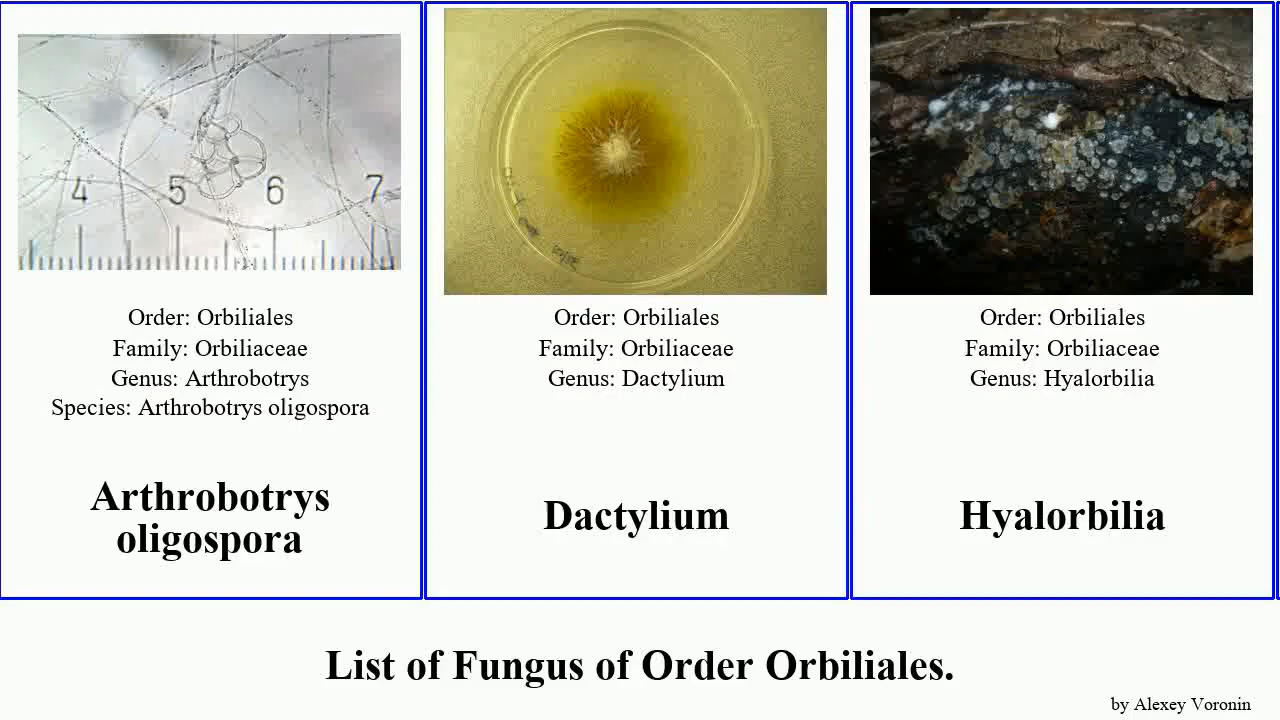 4 5 6 7
Order: Orbiliales
Family: Orbiliaceae
Genus: Arthrobotrys
Species: Arthrobotrys oligospora
Arthrobotrys
oligospora
Order: Orbiliales
Family: Orbiliaceae
Genus: Dactylium
Dactylium
Order: Orbiliales
Family: Orbiliaceae
Genus: Hyalorbilia
Hyalorbilia
List of Fungus of Order Orbiliales.
by Alexey Voronin